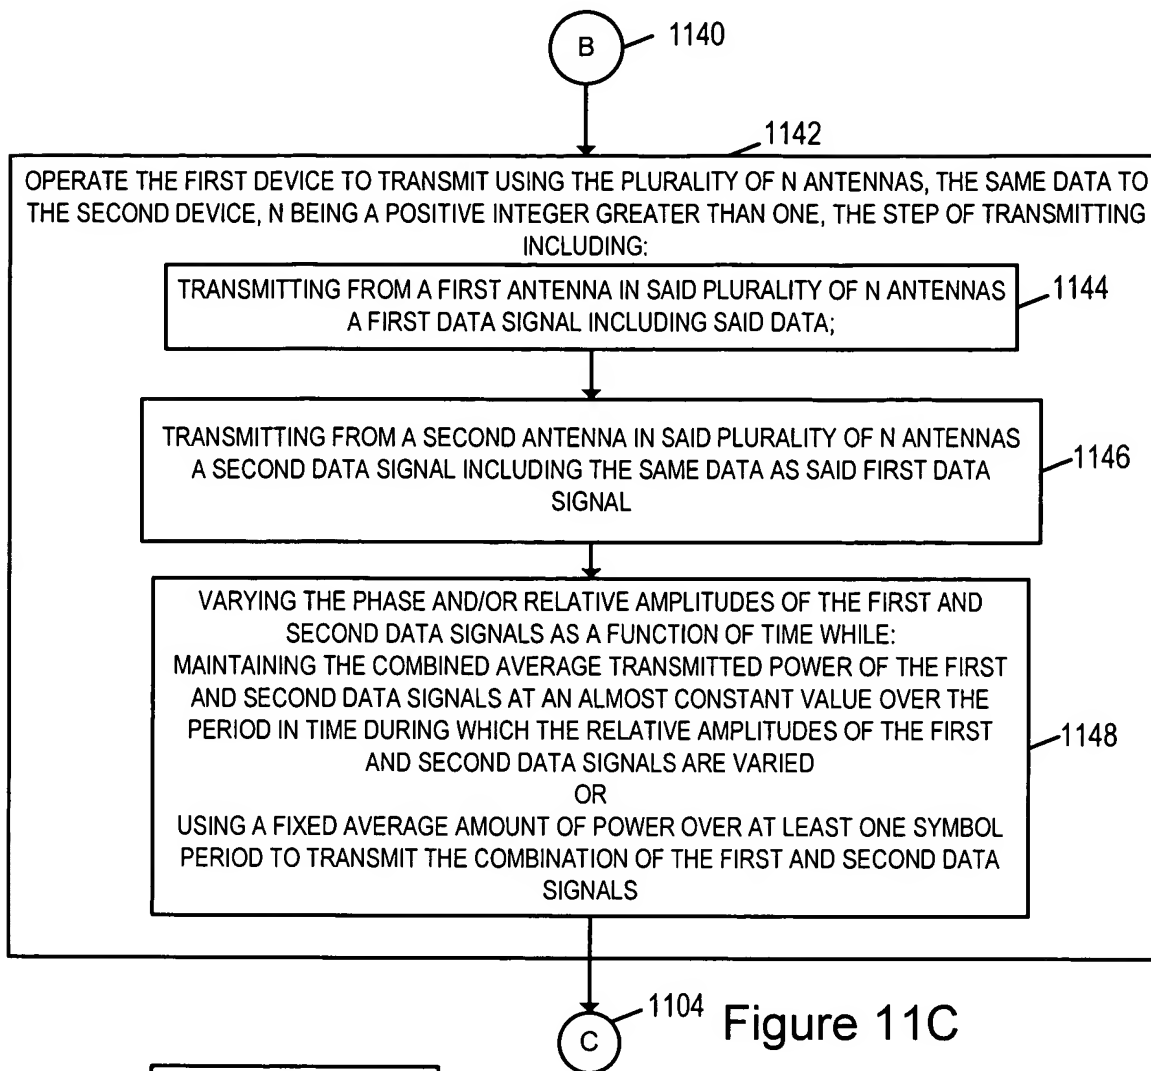 B
1140
1142
OPERATE THE FIRST DEVICE TO TRANSMIT USING THE PLURALITY OF N ANTENNAS, THE SAME DATA TO
THE SECOND DEVICE, N BEING A POSITIVE INTEGER GREATER THAN ONE, THE STEP OF TRANSMITTING
INCLUDING:
TRANSMITTING FROM A FIRST ANTENNA IN SAID PLURALITY OF N ANTENNAS
A FIRST DATA SIGNAL INCLUDING SAID DATA;
1144
TRANSMITTING FROM A SECOND ANTENNA IN SAID PLURALITY OF N ANTENNAS
A SECOND DATA SIGNAL INCLUDING THE SAME DATA AS SAID FIRST DATA
SIGNAL
1146
VARYING THE PHASE AND/OR RELATIVE AMPLITUDES OF THE FIRST AND
SECOND DATA SIGNALS AS A FUNCTION OF TIME WHILE:
MAINTAINING THE COMBINED AVERAGE TRANSMITTED POWER OF THE FIRST
AND SECOND DATA SIGNALS AT AN ALMOST CONSTANT VALUE OVER THE
PERIOD IN TIME DURING WHICH THE RELATIVE AMPLITUDES OF THE FIRST
AND SECOND DATA SIGNALS ARE VARIED
OR
USING A FIXED AVERAGE AMOUNT OF POWER OVER AT LEAST ONE SYMBOL
PERIOD TO TRANSMIT THE COMBINATION OF THE FIRST AND SECOND DATA
SIGNALS
1148
C
1104
Figure 11C